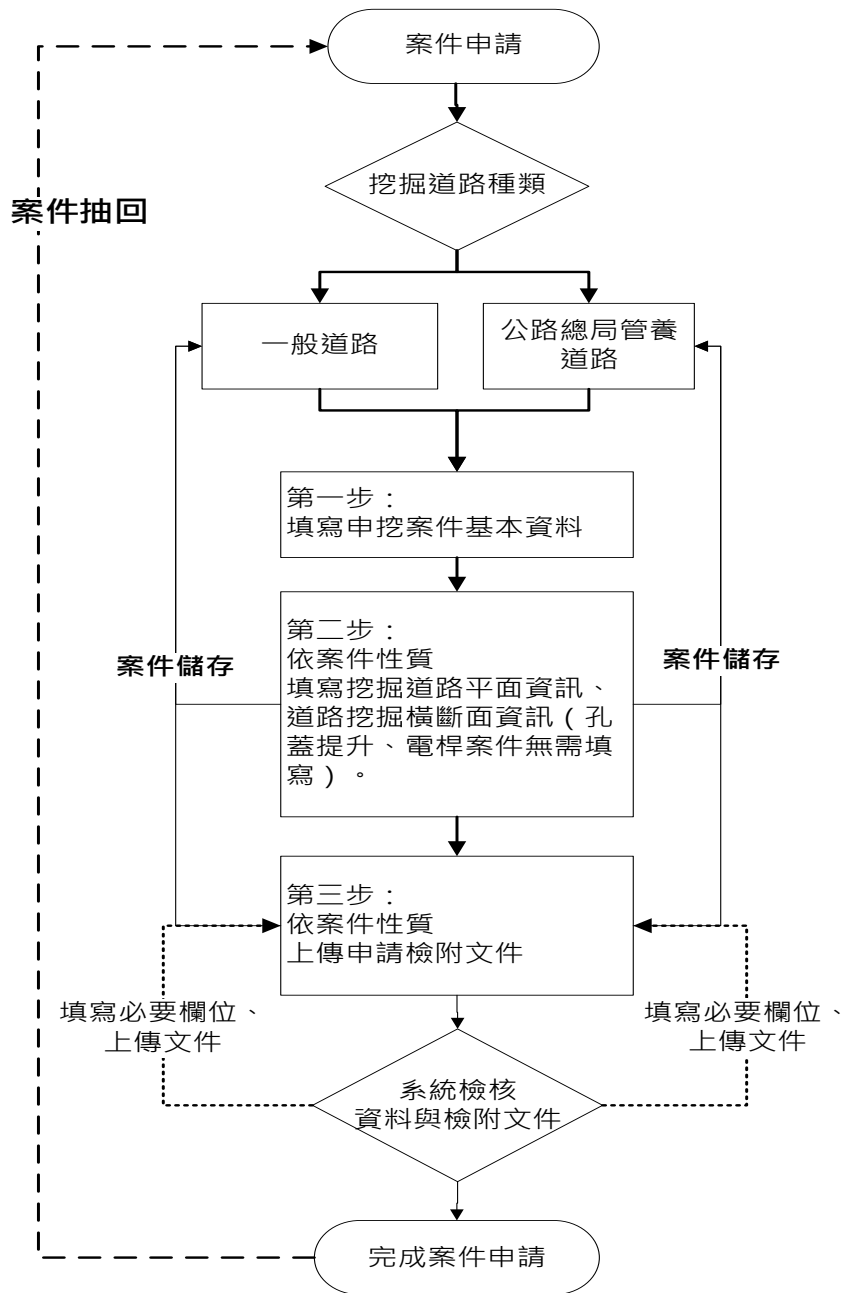 案件申請
挖掘道路種類
案件抽回
一般道路
公路總局管養
道路
第一步：
填寫申挖案件基本資料
第二步：
依案件性質
填寫挖掘道路平面資訊、
道路挖掘橫斷面資訊（孔
蓋提升、電桿案件無需填
寫）。
案件儲存
案件儲存
第三步：
依案件性質
上傳申請檢附文件
填寫必要欄位、
上傳文件
填寫必要欄位、
上傳文件
系統檢核
資料與檢附文件
完成案件申請